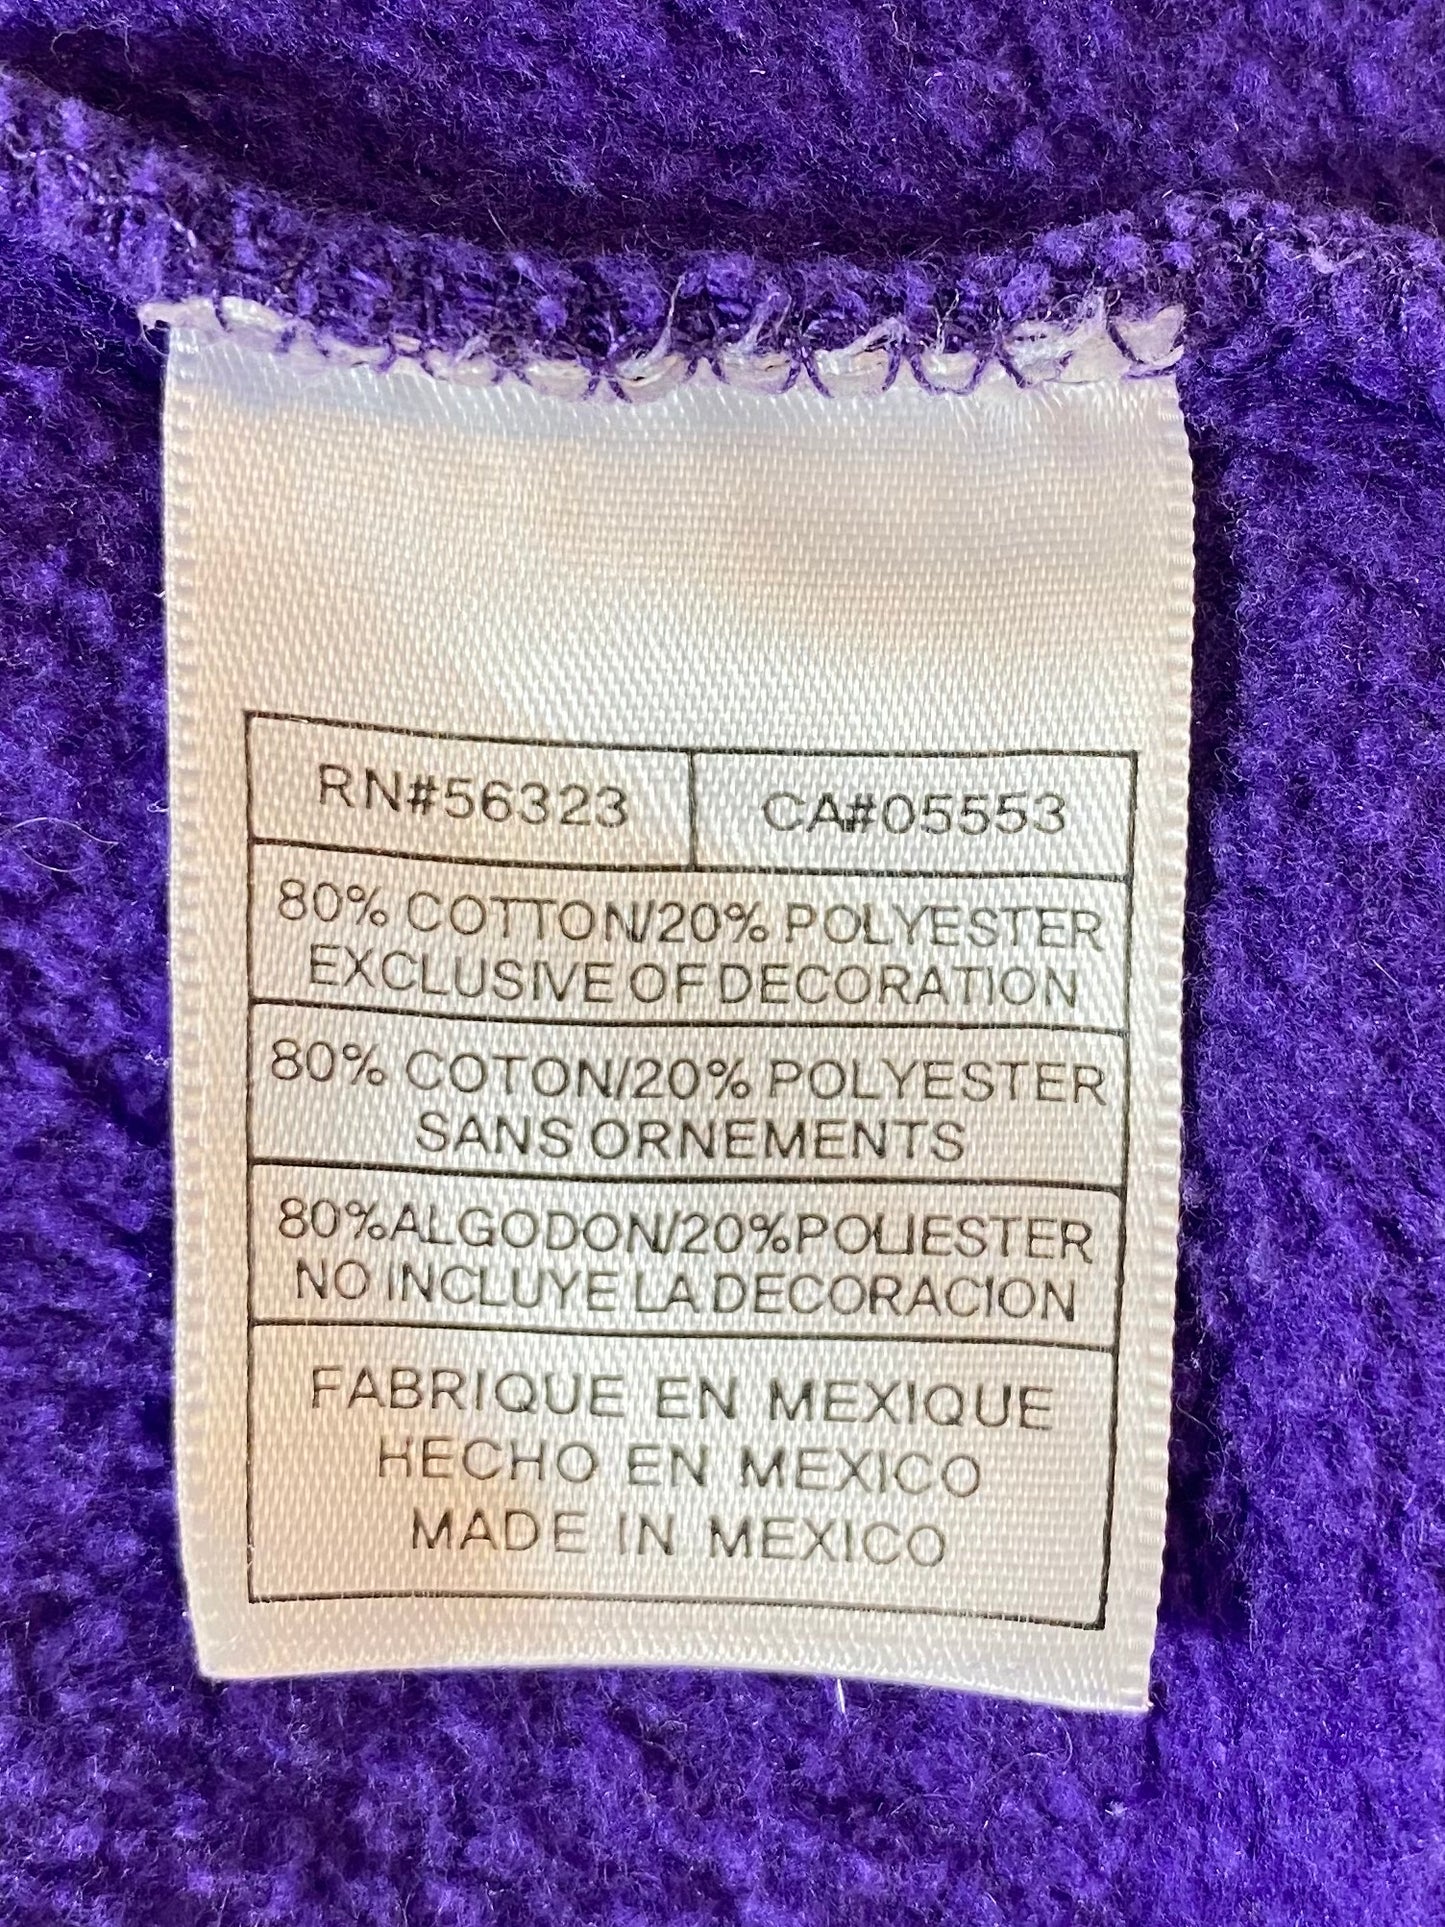 RN#56323 CA#05553
80% COTTON/20% POLYESTER
EXCLUSIVE OF DECORATION
80% COTON/20% POLYESTER
SANS ORNEMENTS
80% ALGODON/20% POLIESTER
NO INCLUYE LA DECORACION
FABRIQUE EN MEXIQUE
HECHO EN MEXICO
MADE IN MEXICO